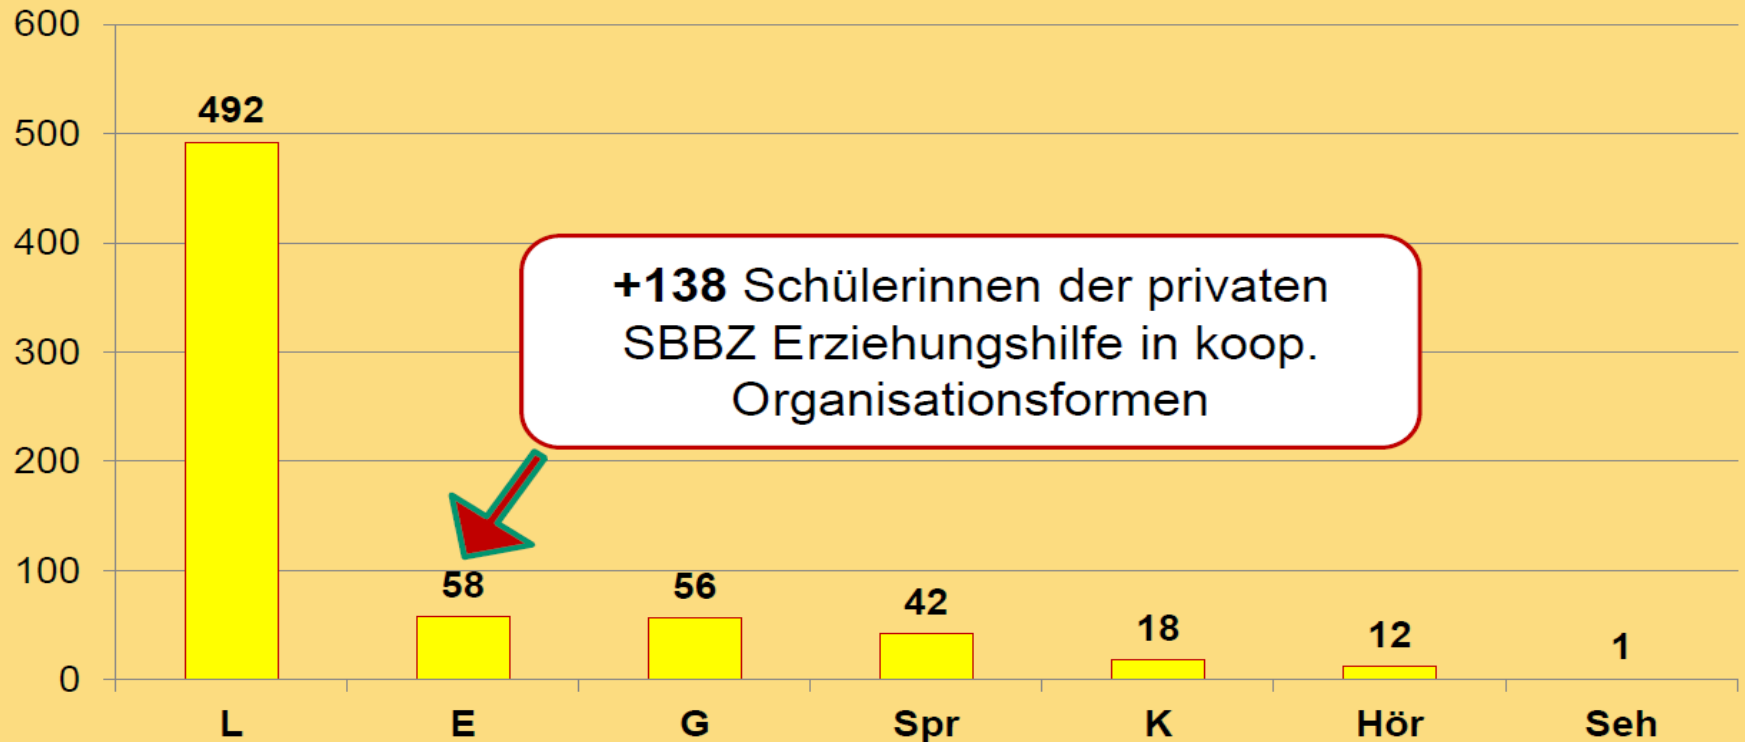 600
500
400
300
200
100
0
492
58
56
42
18
12
1
+138 Schülerinnen der privaten
SBBZ Erziehungshilfe in koop.
Organisationsformen
L
E
G
Spr
K
Hör
Seh